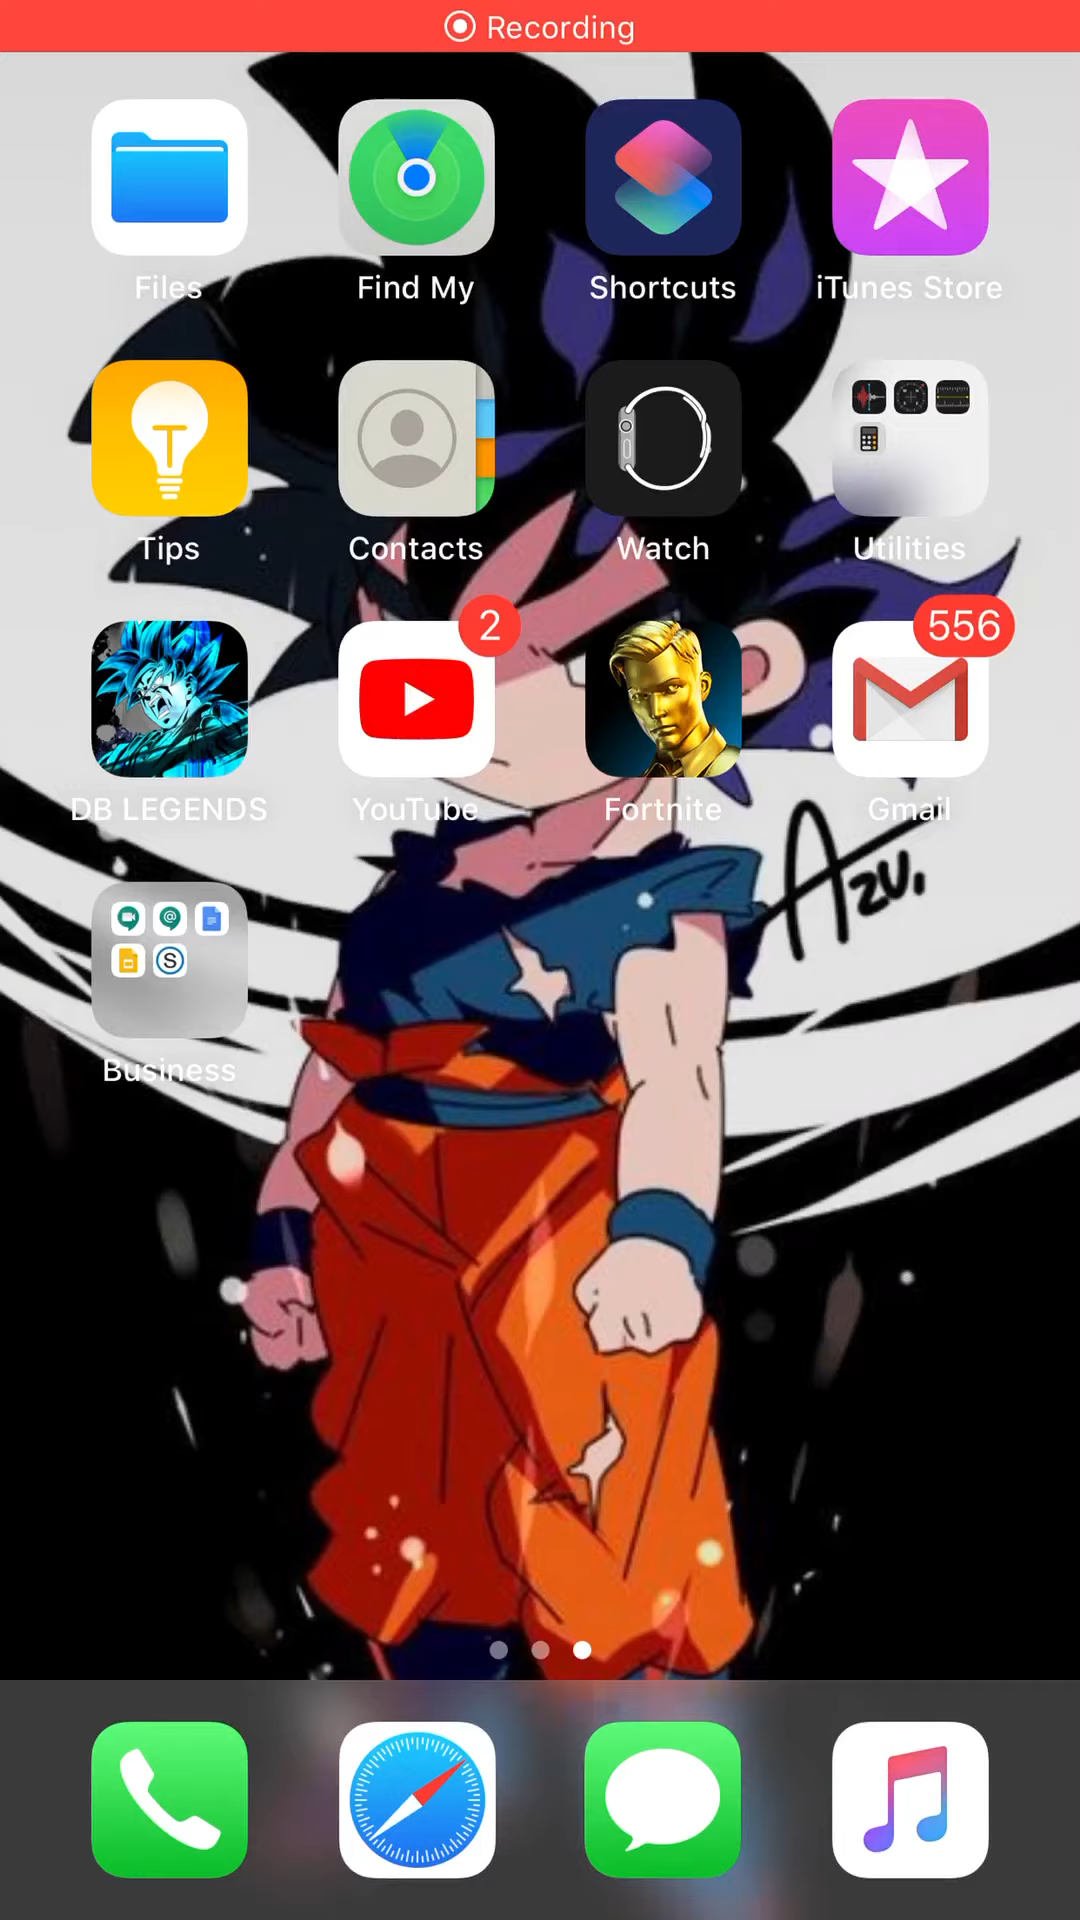 Recording
Files
Find My
Shortcuts
iTunes Store
Tips
Contacts
Watch
Utilities
2
556
DB LEGENDS
YouTube
Fortnite
Gmail
Azu.
@
S
Business